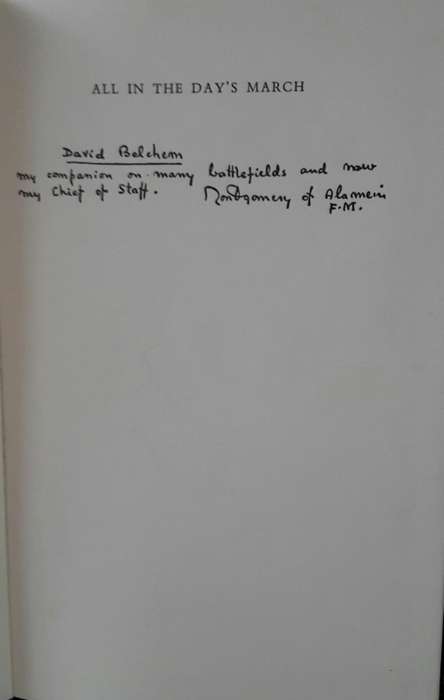 ALL IN THE DAY'S MARCH
David Belchem
my companion on many battlefields and now
my Chief of Staff. Montgomery of Alamein
F.M.